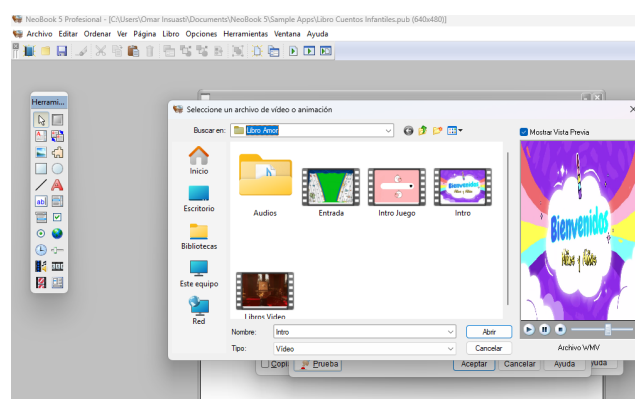 NeoBook 5 Profesional - [C:\Users\Omar Insuasti\Documents\NeoBook 5\Sample Apps\Libro Cuentos Infantiles.pub (640x480)]
Archivo Editar Ordenar Ver Página Libro Opciones Herramientas Ventana Ayuda
Herrami...
Seleccione un archivo de vídeo o animación
Buscar en: Libro Amor
Mostrar Vista Previa
Inicio
Escritorio
Bibliotecas
Este equipo
Red
Audios Entrada Intro Juego Intro
Libros Video
Bienvenidos
Niños y Niñas
Nombre: Intro Abrir
Tipo: Vídeo Cancelar
Archivo WMV
Prueba Aceptar Cancelar Ayuda